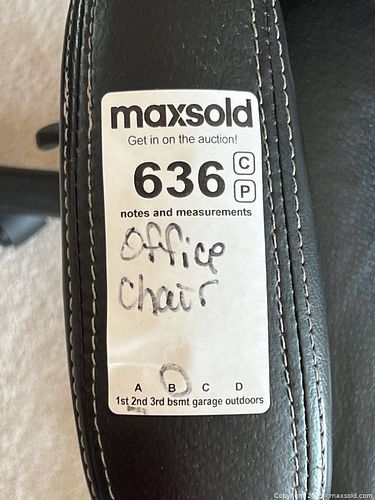 maxsold
Get in on the auction!
636 C
P
notes and measurements
Office
Chair
A B C D
1st 2nd 3rd bsmt garage outdoors